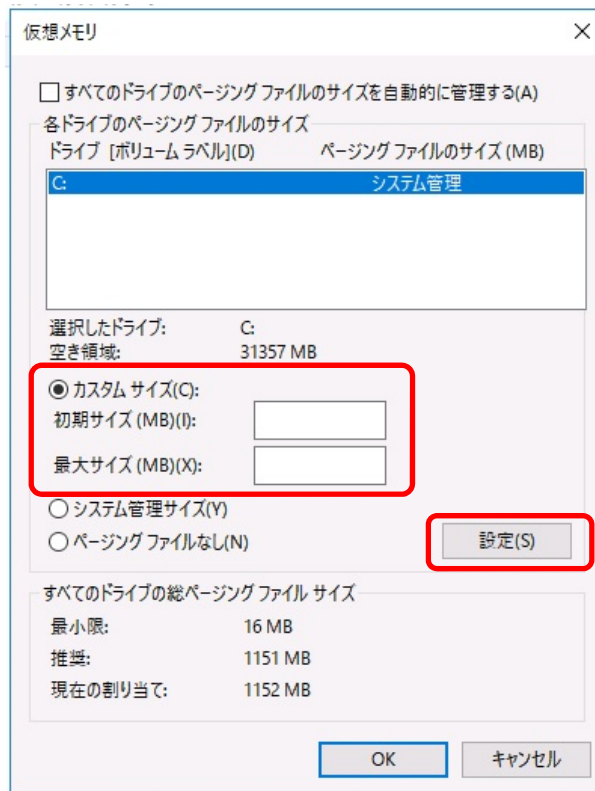 仮想メモリ
すべてのドライブのページング ファイルのサイズを自動的に管理する(A)
各ドライブのページング ファイルのサイズ
ドライブ [ボリューム ラベル](D) ページング ファイルのサイズ (MB)
C: システム管理
選択したドライブ: C:
空き領域: 31357 MB
カスタム サイズ(C):
初期サイズ (MB)(I):
最大サイズ (MB)(X):
システム管理サイズ(Y)
ページング ファイルなし(N) 設定(S)
すべてのドライブの総ページング ファイル サイズ
最小限: 16 MB
推奨: 1151 MB
現在の割り当て: 1152 MB
OK キャンセル